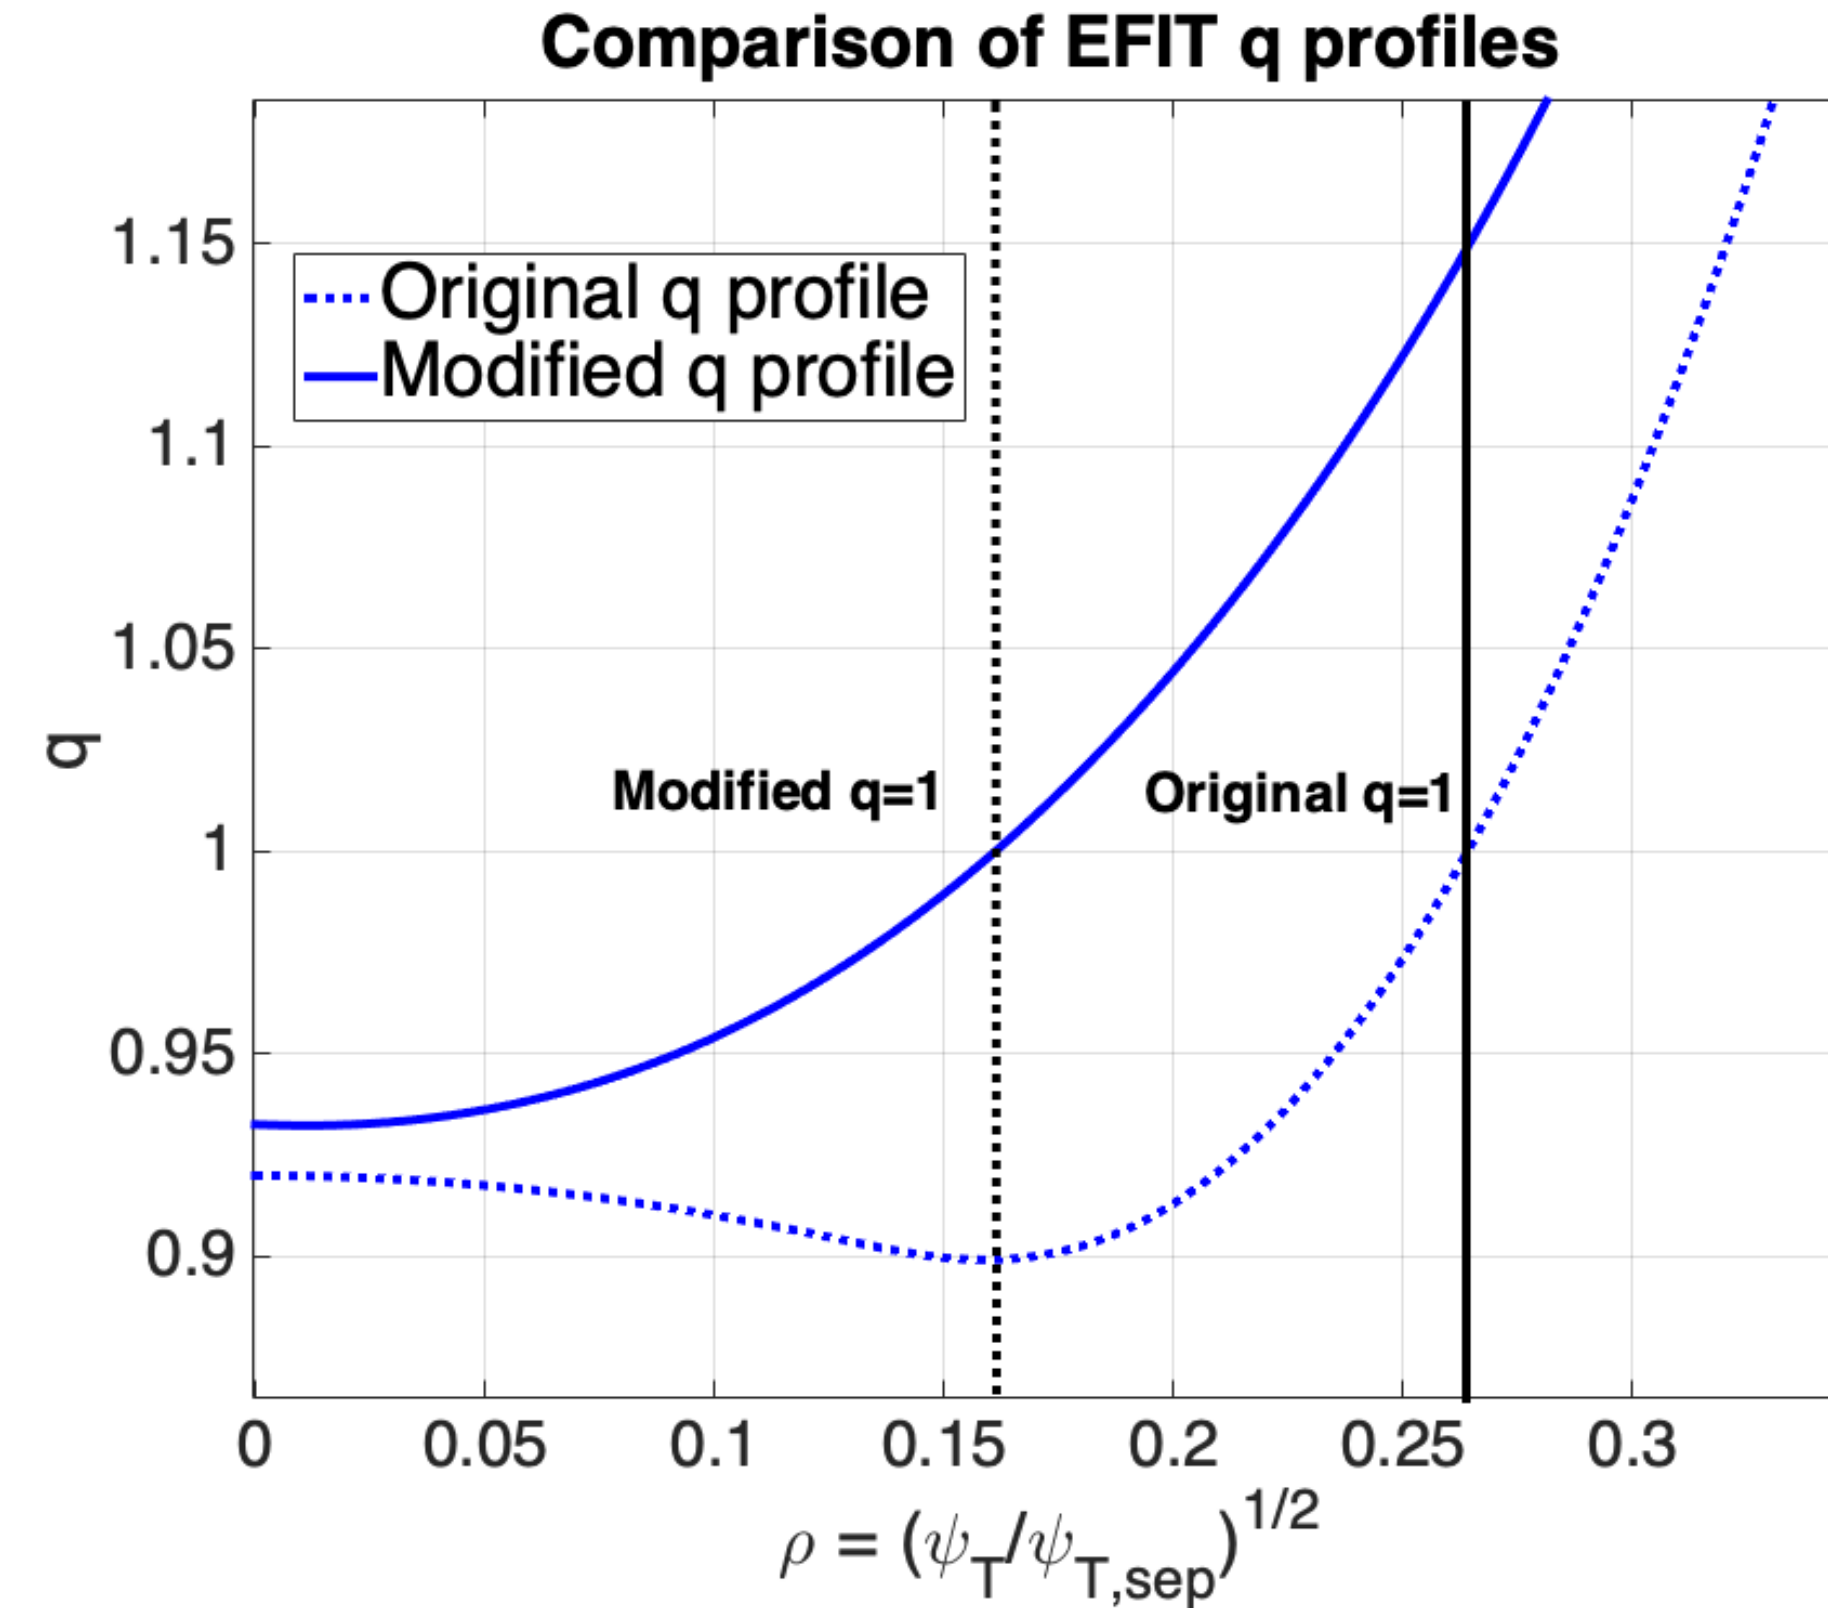 Comparison of EFIT q profiles
1.15
1.1
1.05
1
0.95
0.9
q
Original q profile
Modified q profile
Modified q=1
Original q=1
0 0.05 0.1 0.15 0.2 0.25 0.3
ρ = (ψ_T/ψ_T,sep)^1/2